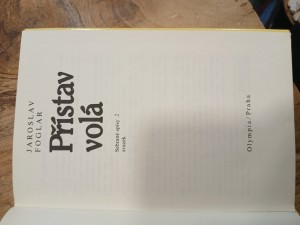 JAROSLAV
FOGLAR
Přístav
volá
Sebrané spisy 2
svazek
Olympia/Praha